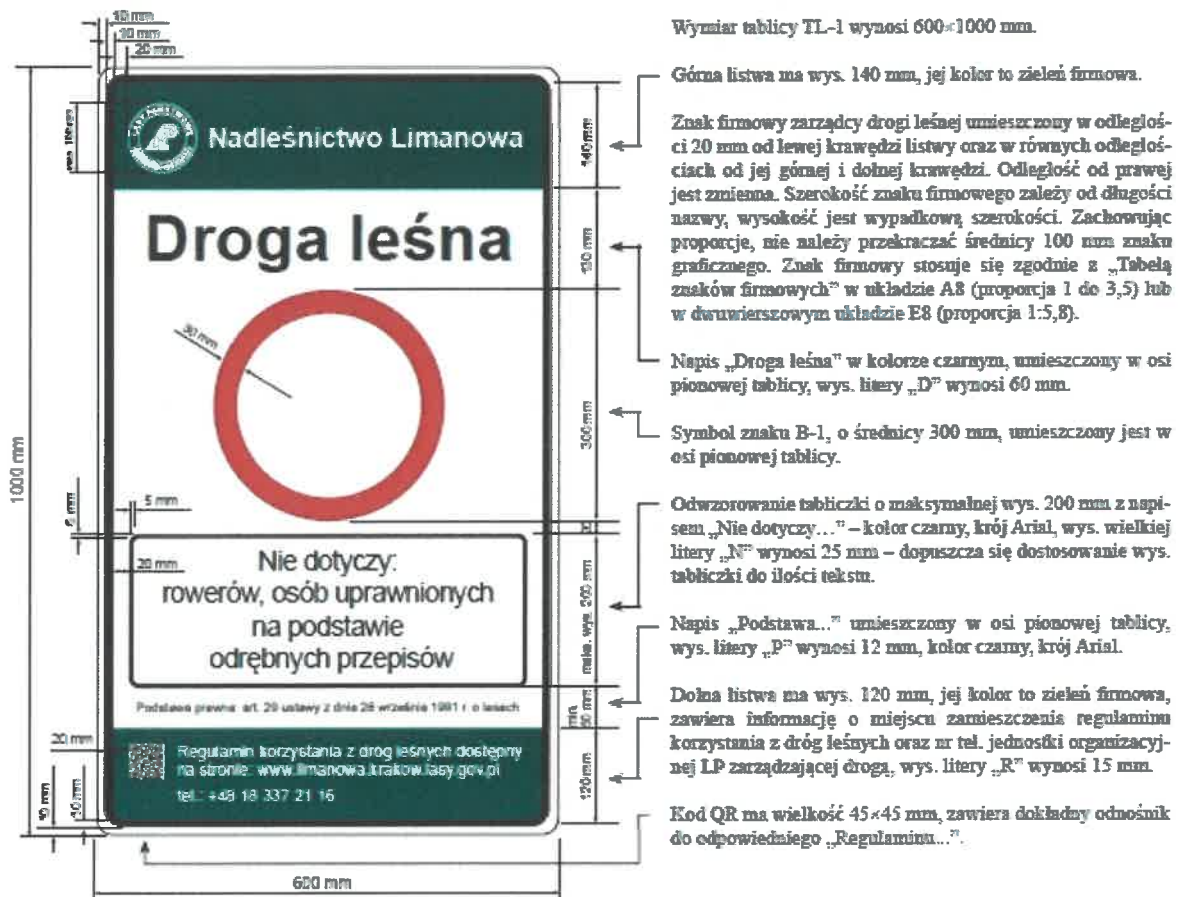 10 mm
10 mm
20 mm
1000 mm
max 100 mm
LASY PAŃSTWOWE
Nadleśnictwo Limanowa
140 mm
Droga leśna
130 mm
30 mm
300 mm
5 mm
5 mm
20 mm
Nie dotyczy:
rowerów, osób uprawnionych
na podstawie
odrębnych przepisów
maks. wys. 200 mm
Podstawa prawna: art. 29 ustawy z dnia 28 września 1991 r. o lasach
min.
50 mm
20 mm
Regulamin korzystania z dróg leśnych dostępny
na stronie: www.limanowa.krakow.lasy.gov.pl
tel.: +48 18 337 21 16
120 mm
10 mm
10 mm
600 mm
Wymiar tablicy TL-1 wynosi 600×1000 mm.
Górna listwa ma wys. 140 mm, jej kolor to zieleń firmowa.
Znak firmowy zarządcy drogi leśnej umieszczony w odległoś-
ci 20 mm od lewej krawędzi listwy oraz w równych odległoś-
ciach od jej górnej i dolnej krawędzi. Odległość od prawej
jest zmienna. Szerokość znaku firmowego zależy od długości
nazwy, wysokość jest wypadkową szerokości. Zachowując
proporcje, nie należy przekraczać średnicy 100 mm znaku
graficznego. Znak firmowy stosuje się zgodnie z „Tabelą
znaków firmowych” w układzie A8 (proporcja 1 do 3,5) lub
w dwuwierszowym układzie E8 (proporcja 1:5,8).
Napis „Droga leśna” w kolorze czarnym, umieszczony w osi
pionowej tablicy, wys. litery „D” wynosi 60 mm.
Symbol znaku B-1, o średnicy 300 mm, umieszczony jest w
osi pionowej tablicy.
Odwzorowanie tabliczki o maksymalnej wys. 200 mm z napi-
sem „Nie dotyczy...” – kolor czarny, krój Arial, wys. wielkiej
litery „N” wynosi 25 mm – dopuszcza się dostosowanie wys.
tabliczki do ilości tekstu.
Napis „Podstawa...” umieszczony w osi pionowej tablicy,
wys. litery „P” wynosi 12 mm, kolor czarny, krój Arial.
Dolna listwa ma wys. 120 mm, jej kolor to zieleń firmowa,
zawiera informację o miejscu zamieszczenia regulaminu
korzystania z dróg leśnych oraz nr tel. jednostki organizacyj-
nej LP zarządzającej drogą, wys. litery „R” wynosi 15 mm.
Kod QR ma wielkość 45×45 mm, zawiera dokładny odnośnik
do odpowiedniego „Regulaminu...”.